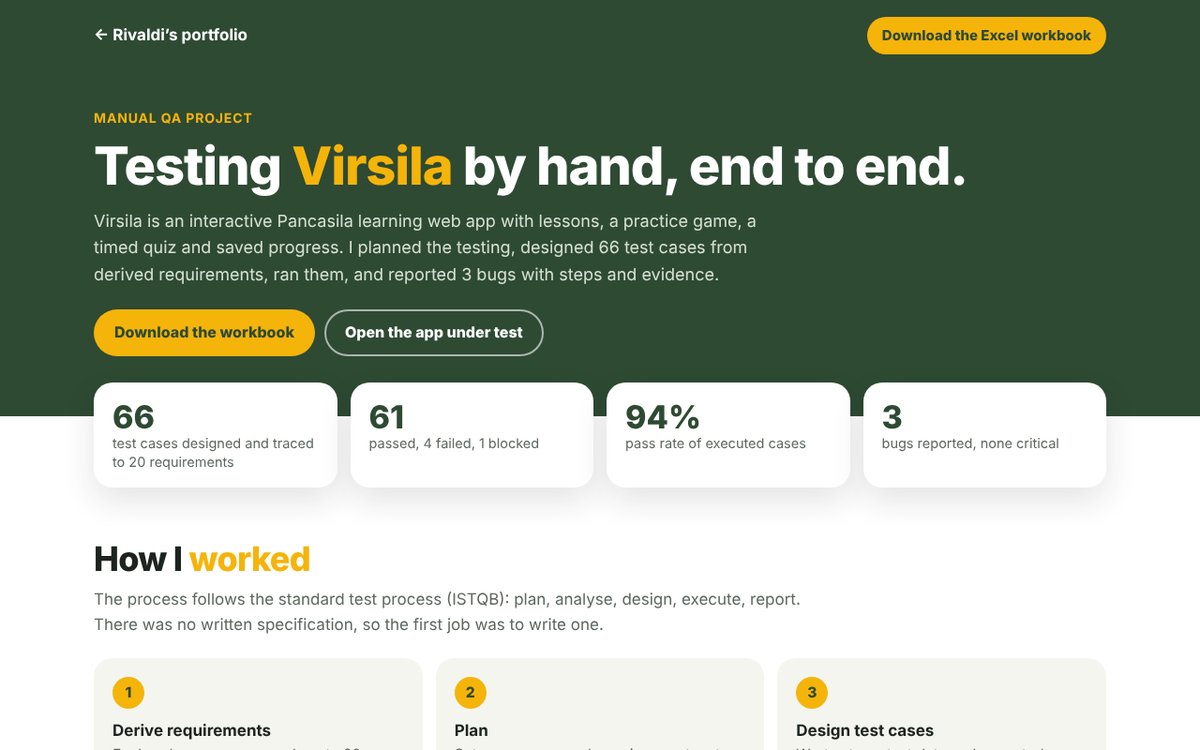 ← Rivaldi's portfolio
Download the Excel workbook
MANUAL QA PROJECT
Testing Virsila by hand, end to end.
Virsila is an interactive Pancasila learning web app with lessons, a practice game, a
timed quiz and saved progress. I planned the testing, designed 66 test cases from
derived requirements, ran them, and reported 3 bugs with steps and evidence.
Download the workbook
Open the app under test
66
test cases designed and traced
to 20 requirements
61
passed, 4 failed, 1 blocked
94%
pass rate of executed cases
3
bugs reported, none critical
How I worked
The process follows the standard test process (ISTQB): plan, analyse, design, execute, report.
There was no written specification, so the first job was to write one.
1
Derive requirements
2
Plan
3
Design test cases